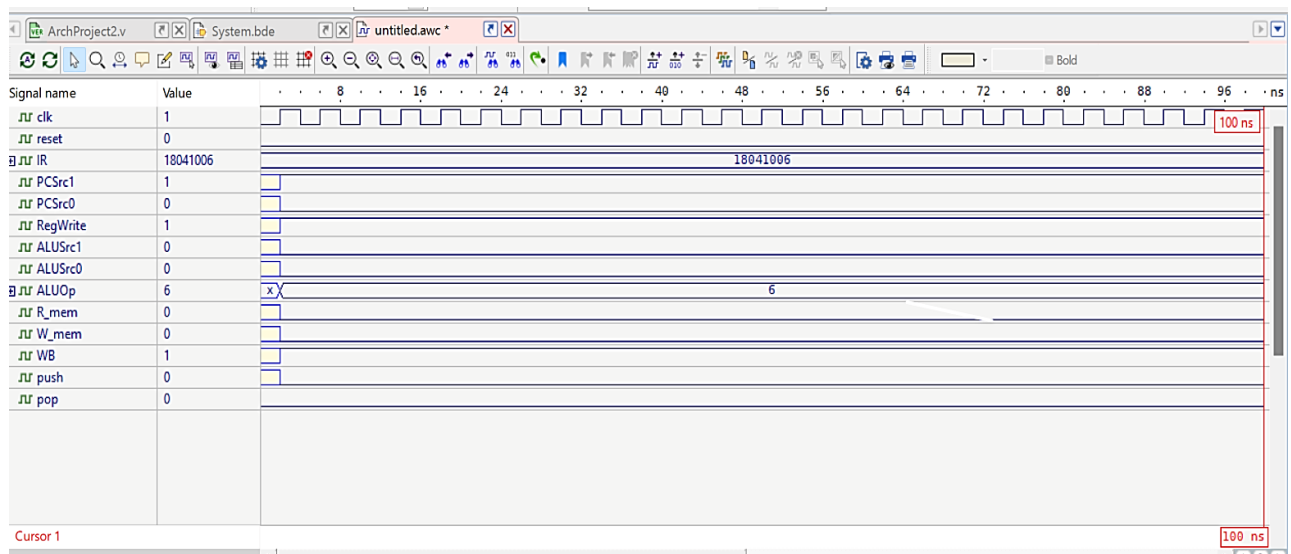 ArchProject2.v System.bde untitled.awc *
Bold
Signal name Value 8 16 24 32 40 48 56 64 72 80 88 96 ns
clk 1 100 ns
reset 0
IR 18041006 18041006
PCSrc1 1
PCSrc0 0
RegWrite 1
ALUSrc1 0
ALUSrc0 0
ALUOp 6 x 6
R_mem 0
W_mem 0
WB 1
push 0
pop 0
Cursor 1 100 ns